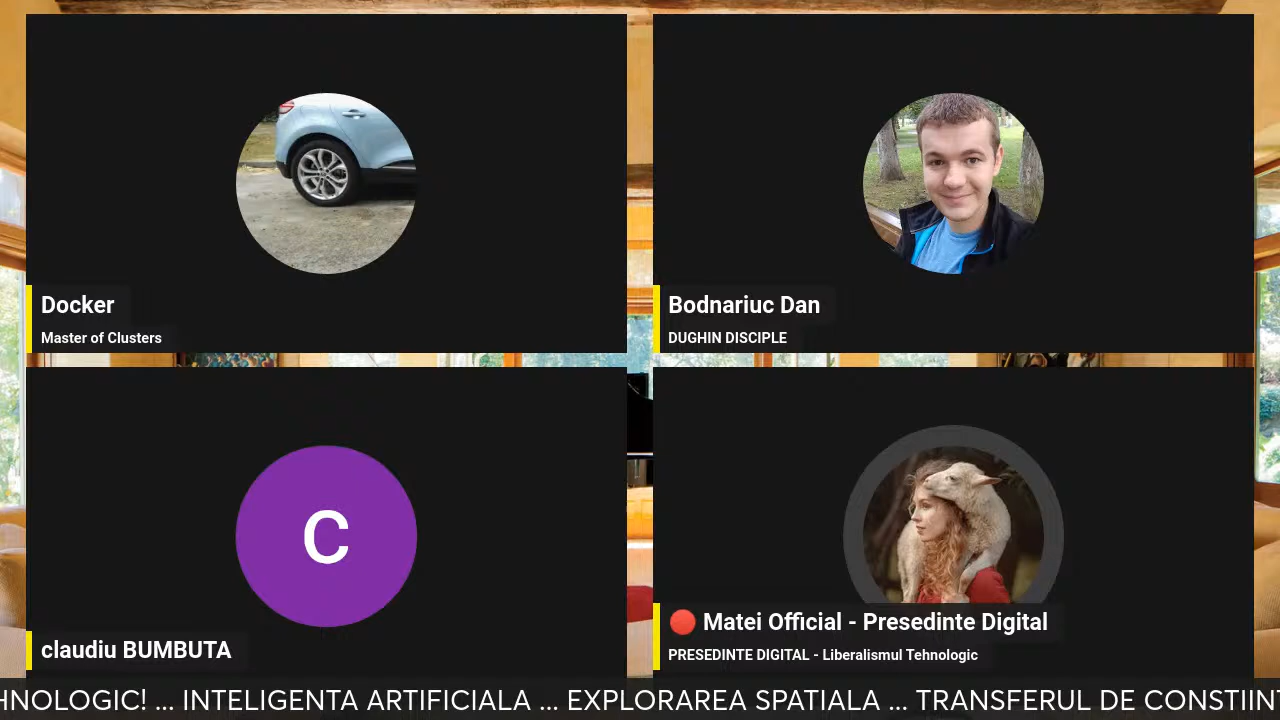 Docker
Master of Clusters
Bodnariuc Dan
DUGHIN DISCIPLE
C
claudiu BUMBUTA
🔴 Matei Official - Presedinte Digital
PRESEDINTE DIGITAL - Liberalismul Tehnologic
HNOLOGIC! ... INTELIGENTA ARTIFICIALA ... EXPLORAREA SPATIALA ... TRANSFERUL DE CONSTIIN